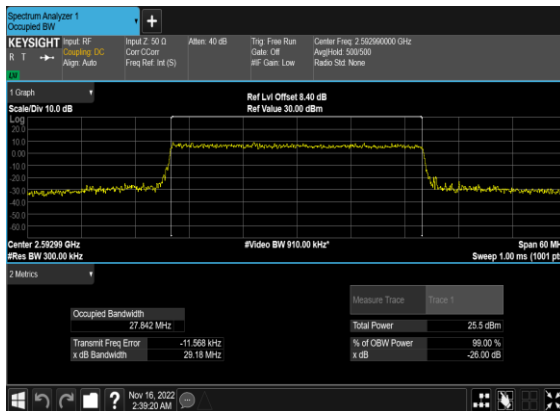 Spectrum Analyzer 1
Occupied BW
KEYSIGHT Input: RF Input Z: 50 Ω Atten: 40 dB Trig: Free Run Center Freq: 2.592990000 GHz
R T Coupling: DC Corr CCorr Gate: Off Avg|Hold: 500/500
Align: Auto Freq Ref: Int (S) #IF Gain: Low Radio Std: None
1 Graph
Ref Lvl Offset 8.40 dB
Scale/Div 10.0 dB Ref Value 30.00 dBm
Log
20.0
10.0
0.00
-10.0
-20.0
-30.0
-40.0
-50.0
-60.0
Center 2.59299 GHz #Video BW 910.00 kHz* Span 60 MH
#Res BW 300.00 kHz Sweep 1.00 ms (1001 pt
2 Metrics
Measure Trace Trace 1
Occupied Bandwidth
27.842 MHz
Total Power 25.5 dBm
Transmit Freq Error -11.568 kHz % of OBW Power 99.00 %
x dB Bandwidth 29.18 MHz x dB -26.00 dB
Nov 16, 2022
2:39:20 AM